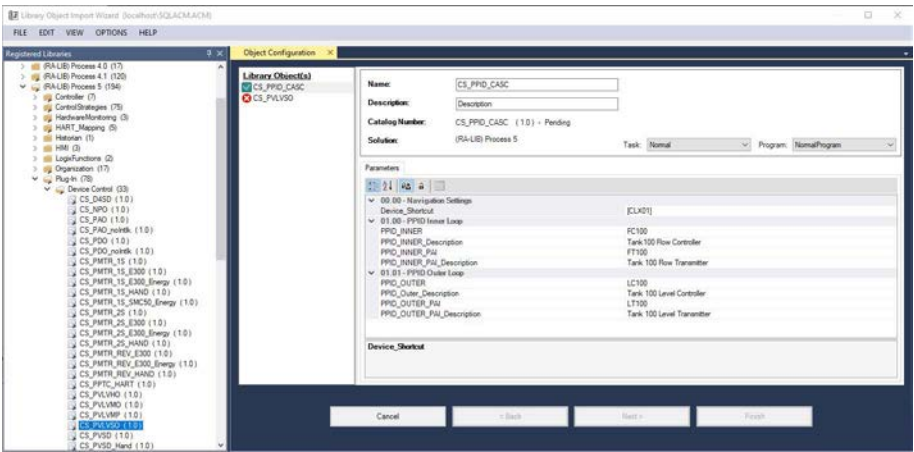 Library Object Import Wizard (localhost\SQLACM.ACM)
FILE EDIT VIEW OPTIONS HELP
Registered Libraries
(RA-LIB) Process 4.0 (17)
(RA-LIB) Process 4.1 (120)
(RA-LIB) Process 5 (194)
Controller (7)
ControlStrategies (75)
HardwareMonitoring (3)
HART_Mapping (5)
Historian (1)
HMI (3)
LogixFunctions (2)
Organization (17)
Plug-In (78)
Device Control (33)
CS_D4SD (1.0)
CS_NPO (1.0)
CS_PAO (1.0)
CS_PAO_noIntlk (1.0)
CS_PDO (1.0)
CS_PDO_noIntlk (1.0)
CS_PMTR_1S (1.0)
CS_PMTR_1S_E300 (1.0)
CS_PMTR_1S_E300_Energy (1.0)
CS_PMTR_1S_HAND (1.0)
CS_PMTR_1S_SMC50_Energy (1.0)
CS_PMTR_2S (1.0)
CS_PMTR_2S_E300 (1.0)
CS_PMTR_2S_E300_Energy (1.0)
CS_PMTR_2S_HAND (1.0)
CS_PMTR_REV_E300 (1.0)
CS_PMTR_REV_E300_Energy (1.0)
CS_PMTR_REV_HAND (1.0)
CS_PPTC_HART (1.0)
CS_PVLVHO (1.0)
CS_PVLVMO (1.0)
CS_PVLVMP (1.0)
CS_PVLVSO (1.0)
CS_PVSD (1.0)
CS_PVSD_Hand (1.0)
Object Configuration
Library Object(s)
CS_PPID_CASC
CS_PVLVSO
Name: CS_PPID_CASC
Description: Description
Catalog Number: CS_PPID_CASC (1.0) - Pending
Solution: (RA-LIB) Process 5 Task: Normal Program: NormalProgram
Parameters
00.00 - Navigation Settings
Device_Shortcut [CLX01]
01.00 - PPID Inner Loop
PPID_INNER FC100
PPID_INNER_Description Tank100 Flow Controller
PPID_INNER_PAI FT100
PPID_INNER_PAI_Description Tank 100 Flow Transmitter
01.01 - PPID Outer Loop
PPID_OUTER LC100
PPID_Outer_Description Tank 100 Level Controller
PPID_OUTER_PAI LT100
PPID_OUTER_PAI_Description Tank 100 Level Transmitter
Device_Shortcut
Cancel < Back Next > Finish